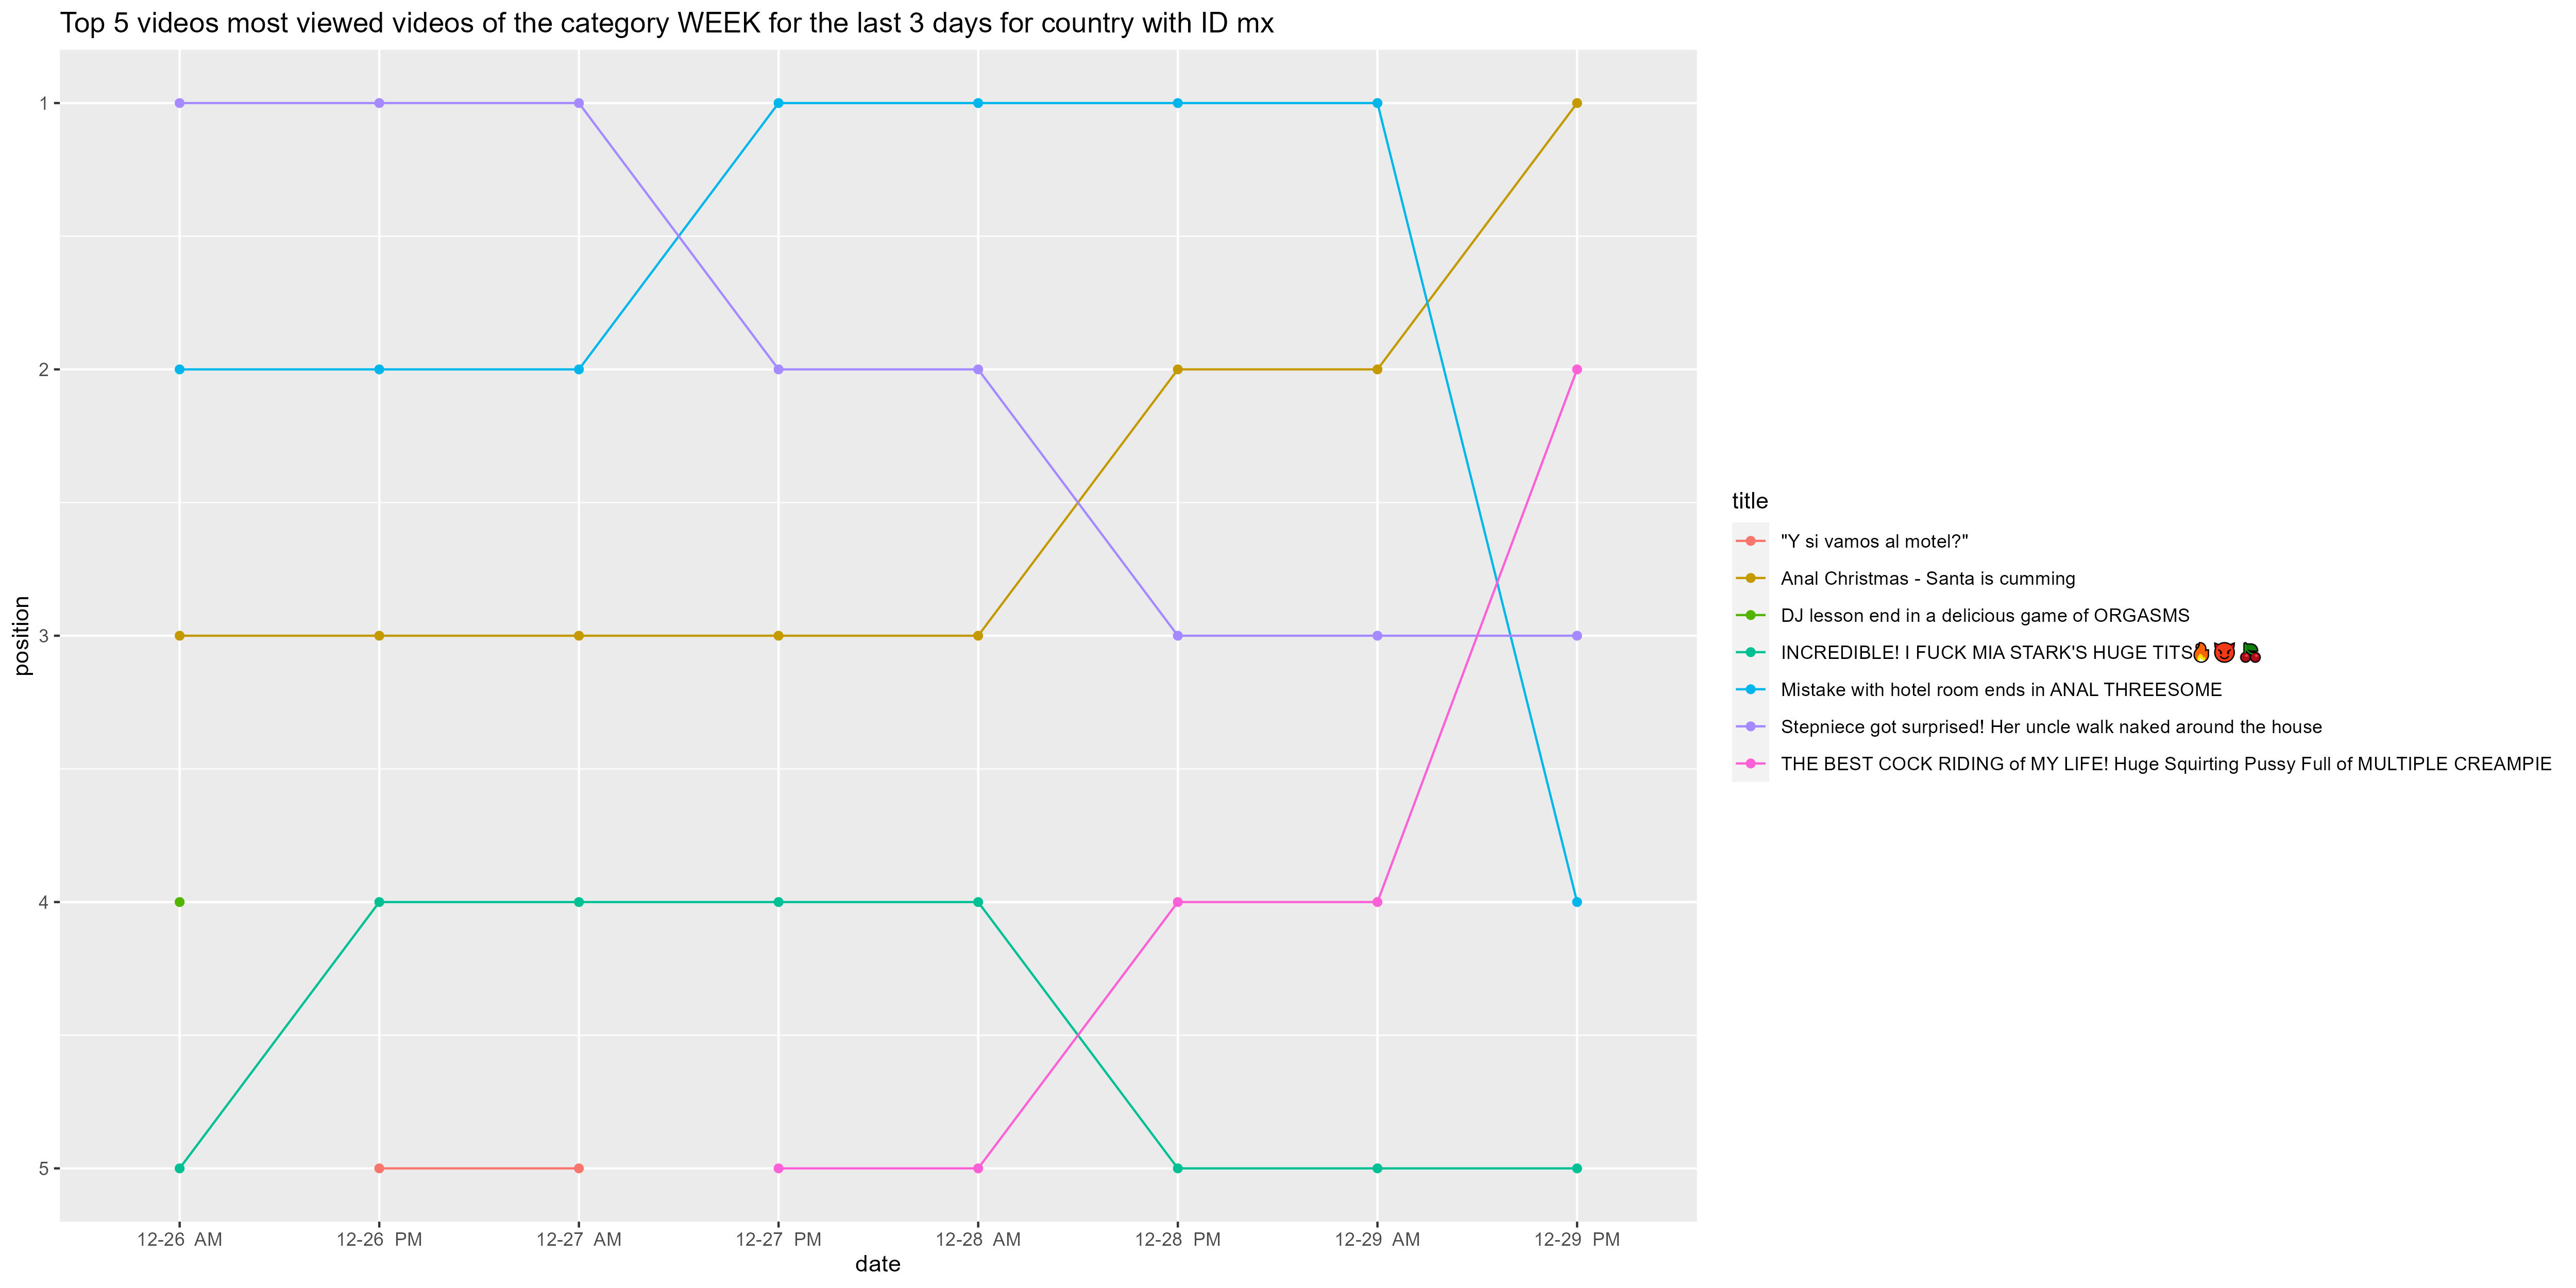 Top 5 videos most viewed videos of the category WEEK for the last 3 days for country with ID mx
1
2
3
4
5
position
12-26 AM
12-26 PM
12-27 AM
12-27 PM
12-28 AM
12-28 PM
12-29 AM
12-29 PM
date
title
"Y si vamos al motel?"
Anal Christmas - Santa is cumming
DJ lesson end in a delicious game of ORGASMS
INCREDIBLE! I FUCK MIA STARK'S HUGE TITS🔥😈🍒
Mistake with hotel room ends in ANAL THREESOME
Stepniece got surprised! Her uncle walk naked around the house
THE BEST COCK RIDING of MY LIFE! Huge Squirting Pussy Full of MULTIPLE CREAMPIE